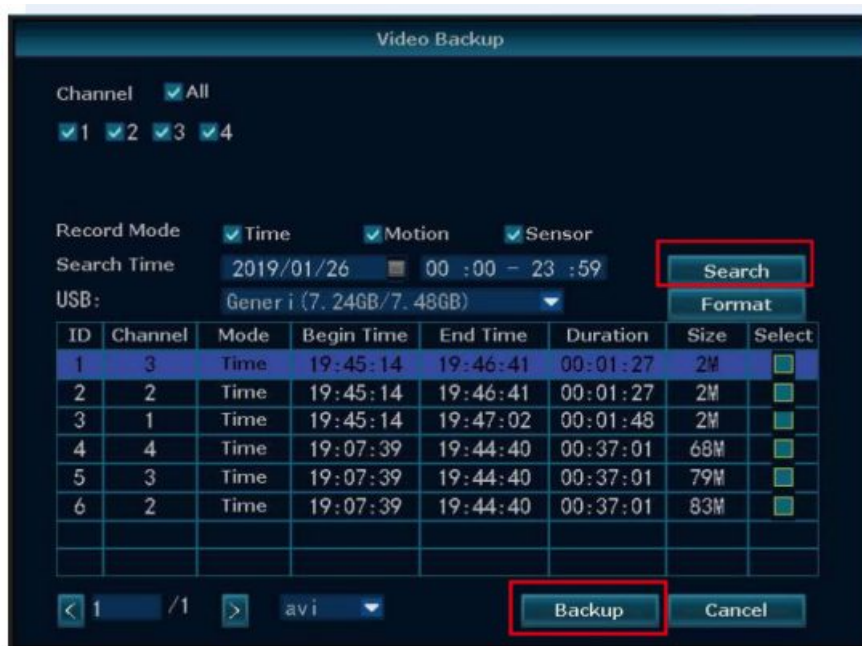 Video Backup
Channel All
1 2 3 4
Record Mode Time Motion Sensor
Search Time 2019/01/26 00 :00 - 23 :59 Search
USB: Generi(7.24GB/7.48GB) Format
ID Channel Mode Begin Time End Time Duration Size Select
1 3 Time 19:45:14 19:46:41 00:01:27 2M
2 2 Time 19:45:14 19:46:41 00:01:27 2M
3 1 Time 19:45:14 19:47:02 00:01:48 2M
4 4 Time 19:07:39 19:44:40 00:37:01 68M
5 3 Time 19:07:39 19:44:40 00:37:01 79M
6 2 Time 19:07:39 19:44:40 00:37:01 83M
< 1 /1 > avi Backup Cancel